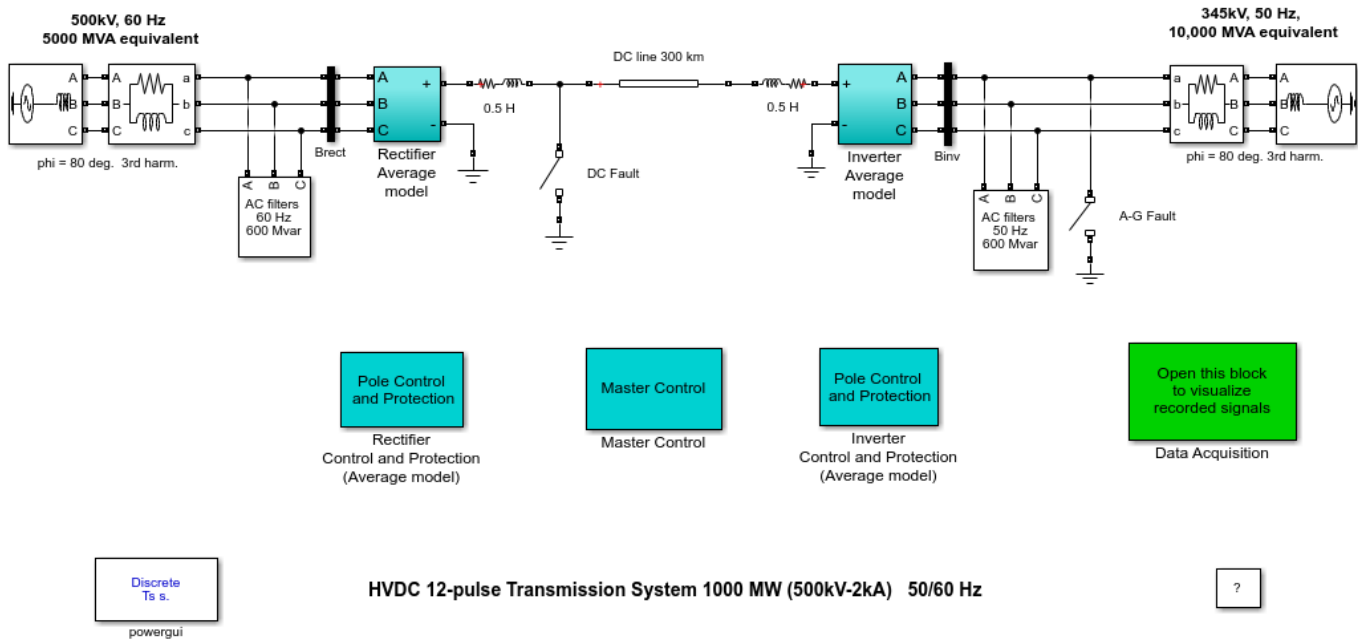 500kV, 60 Hz
5000 MVA equivalent
345kV, 50 Hz,
10,000 MVA equivalent
A
B
C
A
B
C
a
b
c
phi = 80 deg. 3rd harm.
A
B
C
AC filters
60 Hz
600 Mvar
Brect
A
B
C
+
-
Rectifier
Average
model
0.5 H
DC Fault
DC line 300 km
0.5 H
+
-
A
B
C
Inverter
Average
model
Binv
A
B
C
AC filters
50 Hz
600 Mvar
A-G Fault
a
b
c
A
B
C
A
B
C
phi = 80 deg. 3rd harm.
Pole Control
and Protection
Rectifier
Control and Protection
(Average model)
Master Control
Master Control
Pole Control
and Protection
Inverter
Control and Protection
(Average model)
Open this block
to visualize
recorded signals
Data Acquisition
Discrete
Ts s.
powergui
HVDC 12-pulse Transmission System 1000 MW (500kV-2kA) 50/60 Hz
?